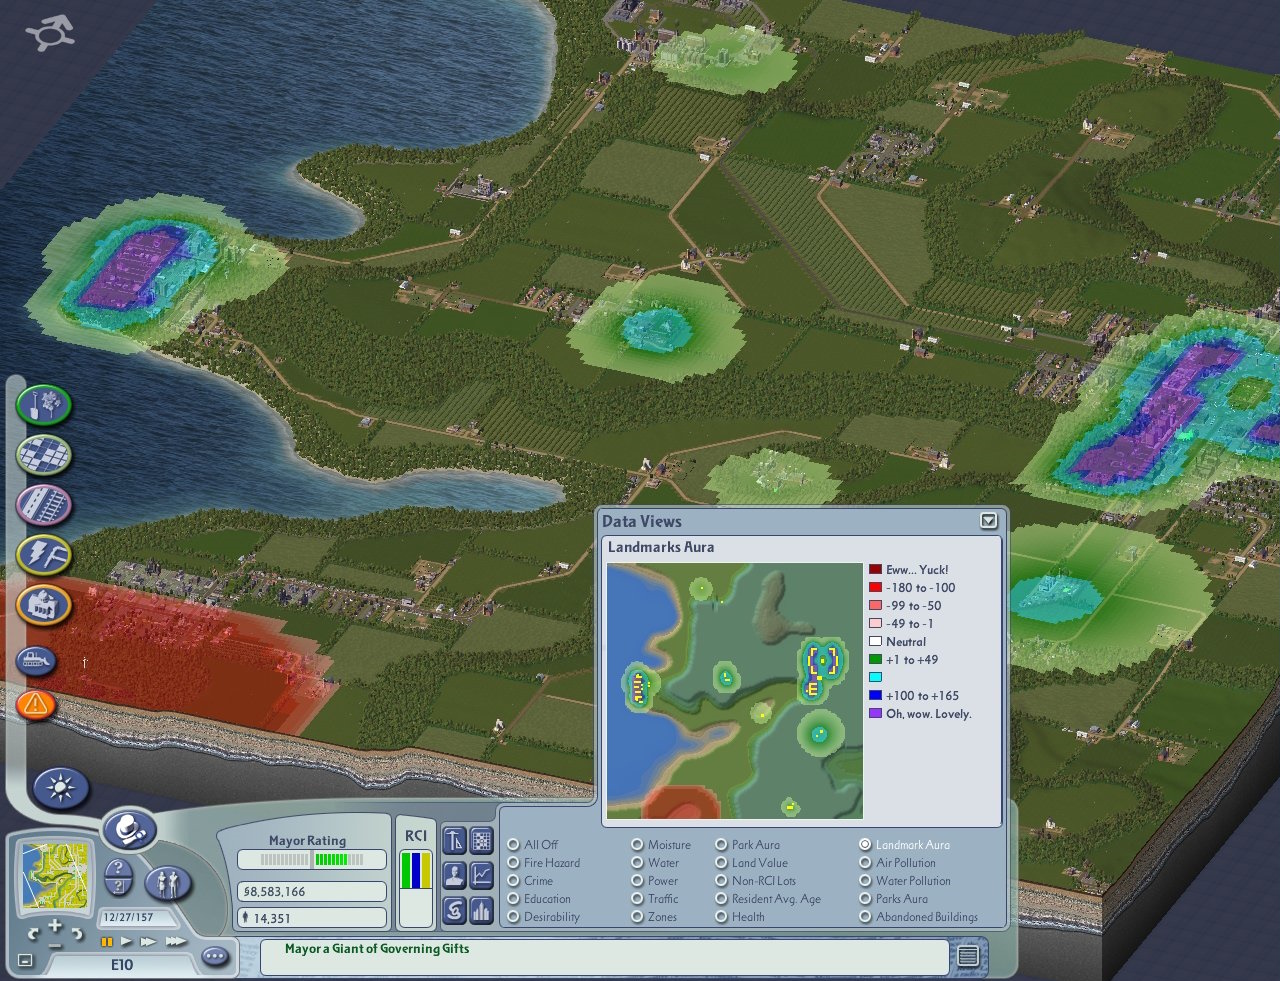 Data Views
Landmarks Aura
Eww... Yuck!
-180 to -100
-99 to -50
-49 to -1
Neutral
+1 to +49
+100 to +165
Oh, wow. Lovely.
Mayor Rating
RCI
§8,583,166
14,351
All Off
Fire Hazard
Crime
Education
Desirability
Moisture
Water
Power
Traffic
Zones
Park Aura
Land Value
Non-RCI Lots
Resident Avg. Age
Health
Landmark Aura
Air Pollution
Water Pollution
Parks Aura
Abandoned Buildings
12/27/157
E10
Mayor a Giant of Governing Gifts